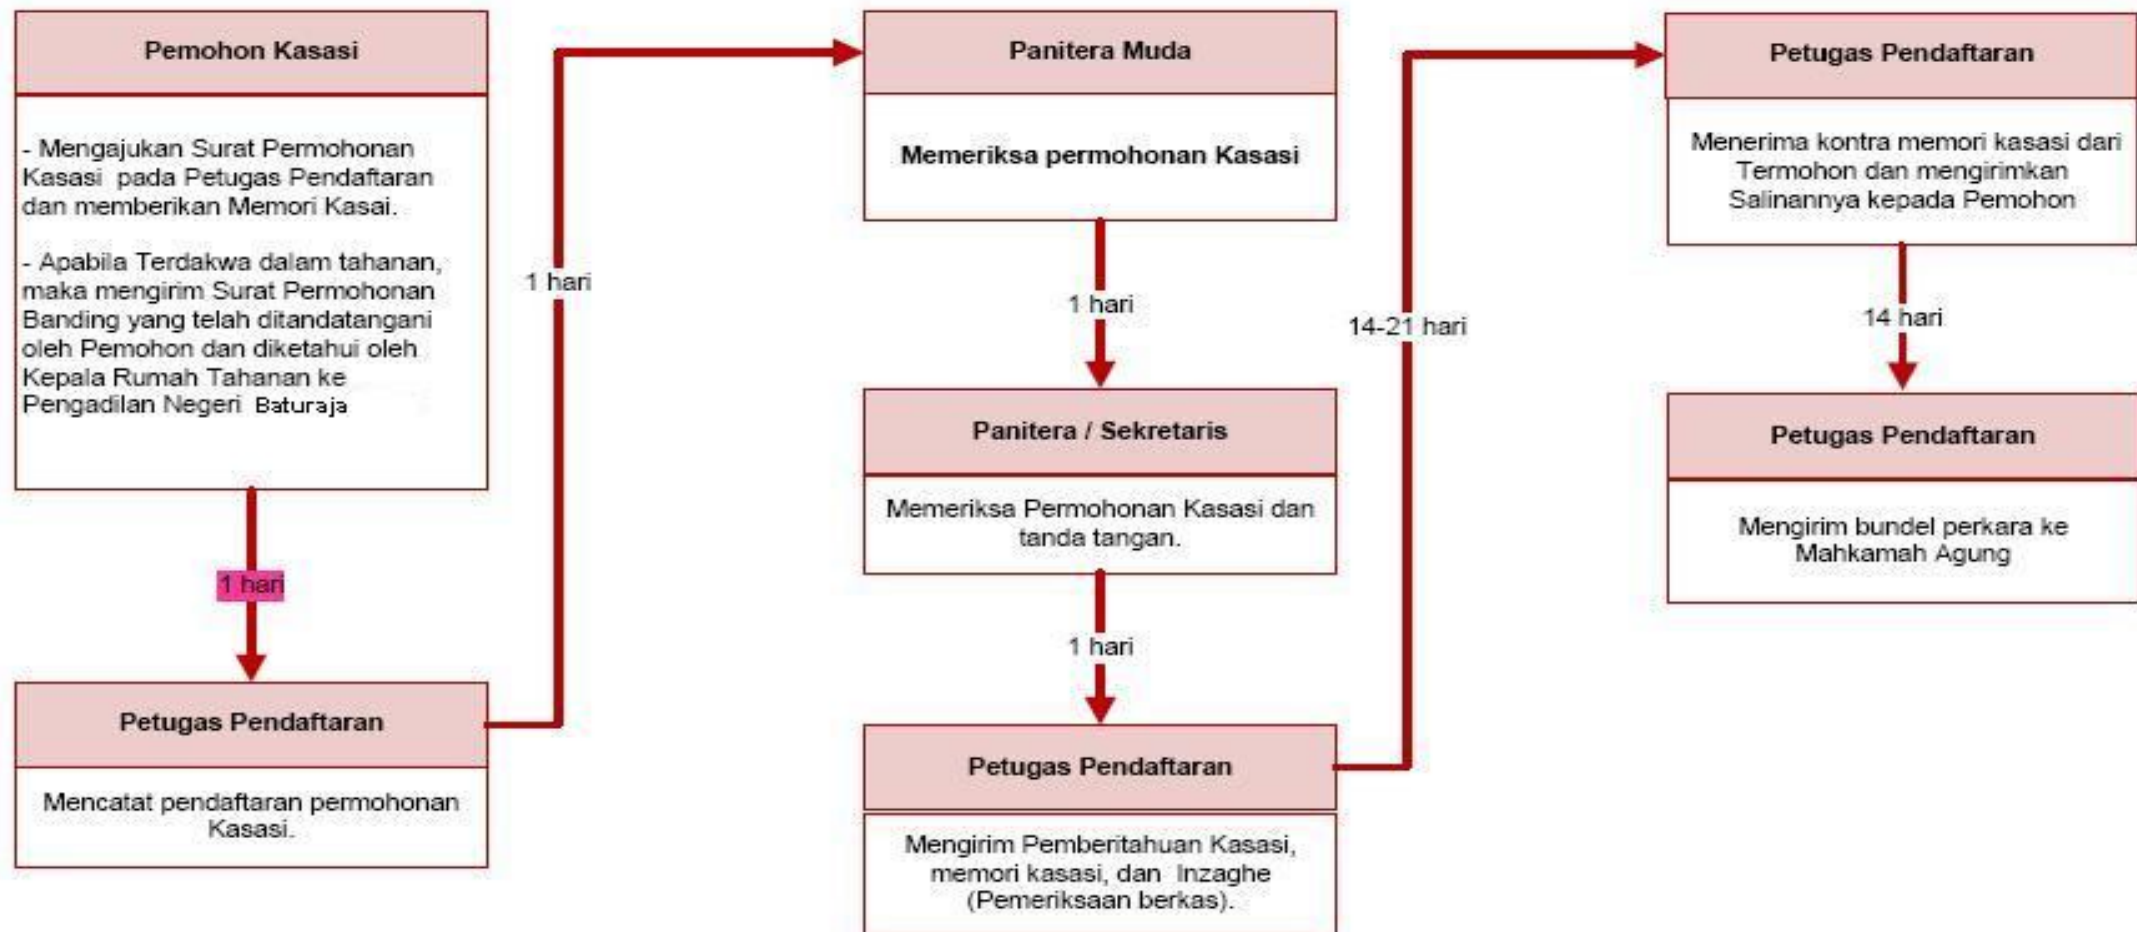 Pemohon Kasasi
- Mengajukan Surat Permohonan
Kasasi pada Petugas Pendaftaran
dan memberikan Memori Kasai.
- Apabila Terdakwa dalam tahanan,
maka mengirim Surat Permohonan
Banding yang telah ditandatangani
oleh Pemohon dan diketahui oleh
Kepala Rumah Tahanan ke
Pengadilan Negeri Baturaja
1 hari
Petugas Pendaftaran
Mencatat pendaftaran permohonan
Kasasi.
1 hari
Panitera Muda
Memeriksa permohonan Kasasi
1 hari
Panitera / Sekretaris
Memeriksa Permohonan Kasasi dan
tanda tangan.
1 hari
Petugas Pendaftaran
Mengirim Pemberitahuan Kasasi,
memori kasasi, dan Inzaghe
(Pemeriksaan berkas).
14-21 hari
Petugas Pendaftaran
Menerima kontra memori kasasi dari
Termohon dan mengirimkan
Salinannya kepada Pemohon
14 hari
Petugas Pendaftaran
Mengirim bundel perkara ke
Mahkamah Agung